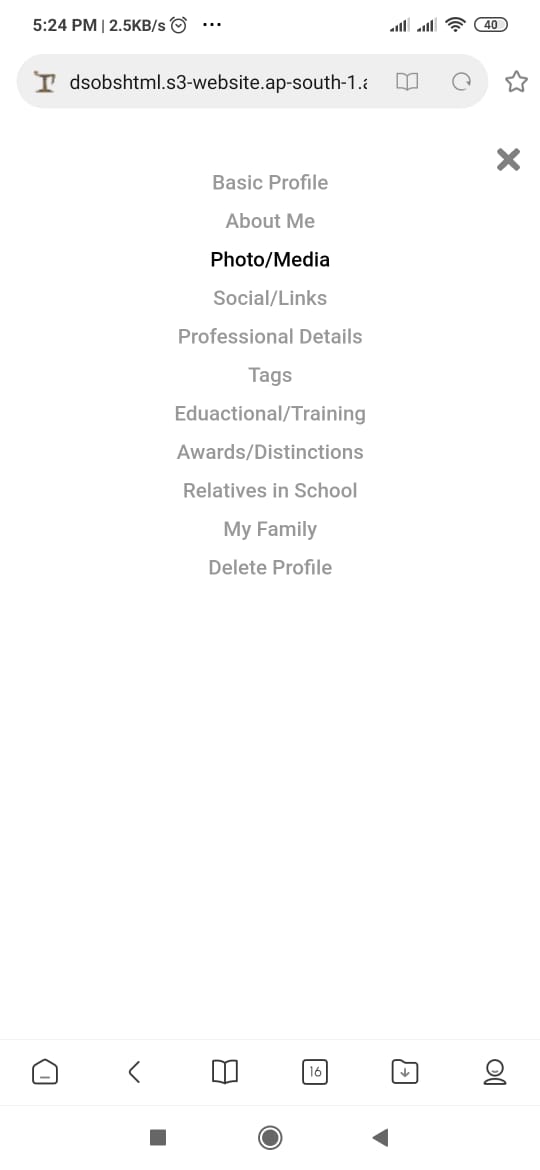 5:24 PM | 2.5KB/s ...
40
dsobshtml.s3-website.ap-south-1.a
Basic Profile
About Me
Photo/Media
Social/Links
Professional Details
Tags
Eduactional/Training
Awards/Distinctions
Relatives in School
My Family
Delete Profile
16